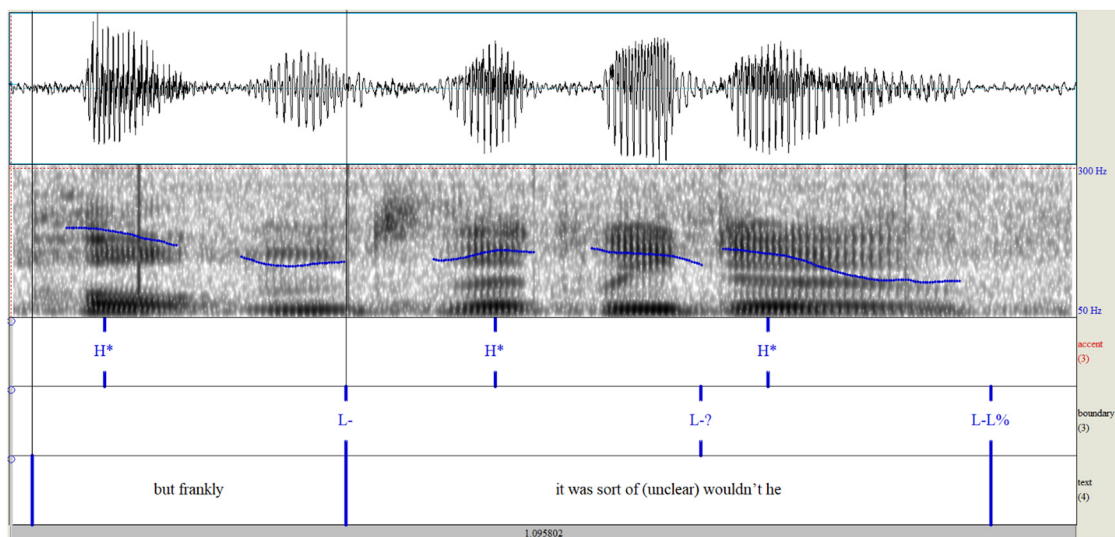 300 Hz
50 Hz
H* H* H* accent (3)
L- L-? L-L% boundary (3)
but frankly it was sort of (unclear) wouldn't he text (4)
1.095802